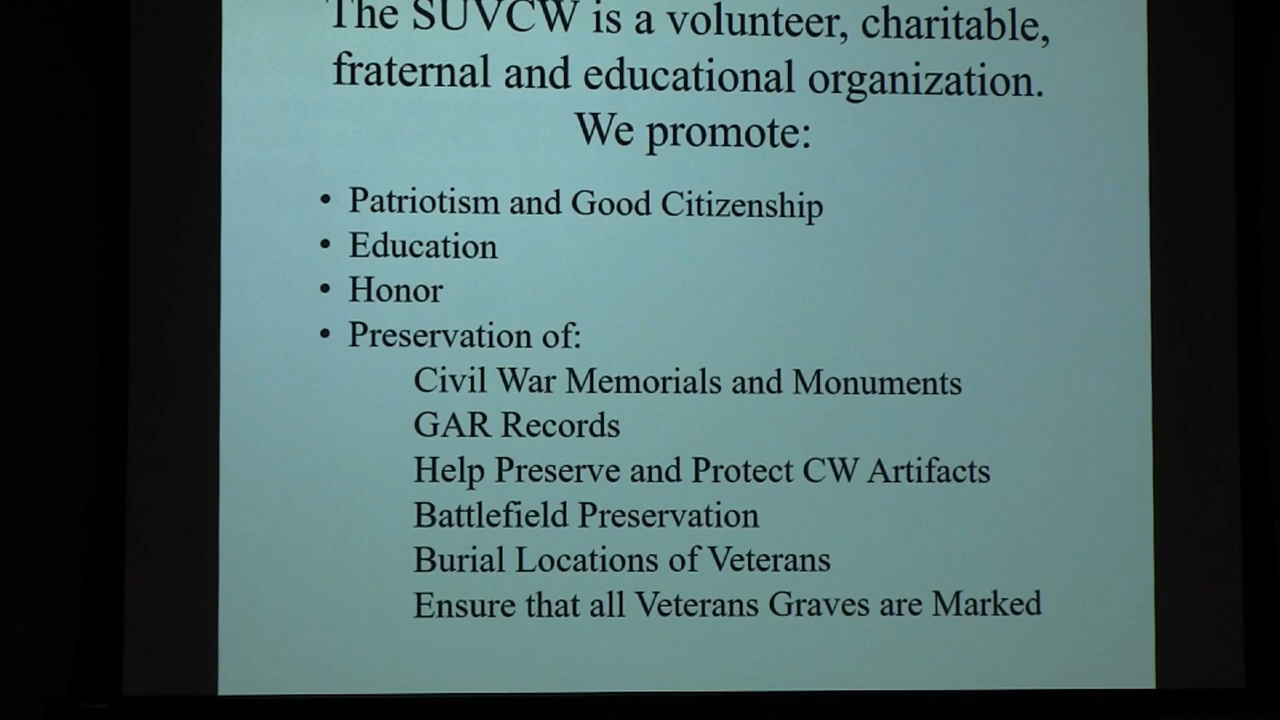 The SUVCW is a volunteer, charitable,
fraternal and educational organization.
We promote:
• Patriotism and Good Citizenship
• Education
• Honor
• Preservation of:
Civil War Memorials and Monuments
GAR Records
Help Preserve and Protect CW Artifacts
Battlefield Preservation
Burial Locations of Veterans
Ensure that all Veterans Graves are Marked